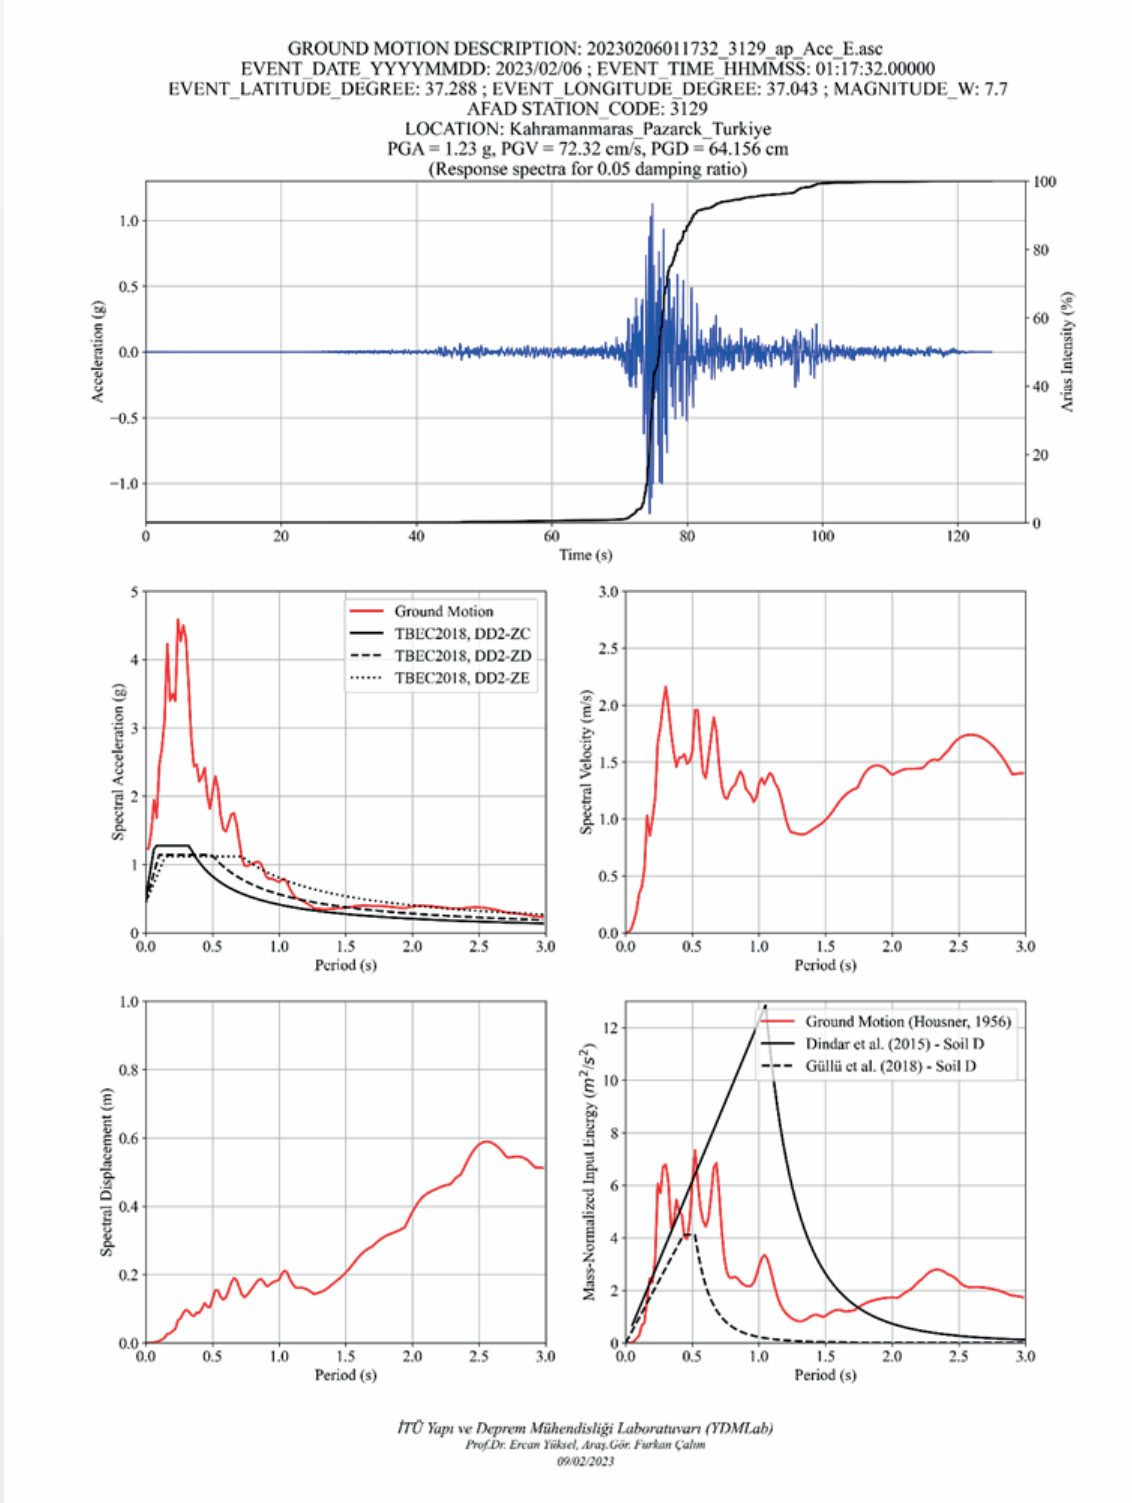 GROUND MOTION DESCRIPTION: 20230206011732_3129_ap_Acc_E.asc
EVENT_DATE_YYYYMMDD: 2023/02/06 ; EVENT_TIME_HHMMSS: 01:17:32.00000
EVENT_LATITUDE_DEGREE: 37.288 ; EVENT_LONGITUDE_DEGREE: 37.043 ; MAGNITUDE_W: 7.7
AFAD STATION_CODE: 3129
LOCATION: Kahramanmaras_Pazarck_Turkiye
PGA = 1.23 g, PGV = 72.32 cm/s, PGD = 64.156 cm
(Response spectra for 0.05 damping ratio)
Acceleration (g)
1.0
0.5
0.0
−0.5
−1.0
0 20 40 60 80 100 120
Time (s)
100
80
60
40
20
0
Arias Intensity (%)
Spectral Acceleration (g)
5
4
3
2
1
0
Ground Motion
TBEC2018, DD2-ZC
TBEC2018, DD2-ZD
TBEC2018, DD2-ZE
0.0 0.5 1.0 1.5 2.0 2.5 3.0
Period (s)
Spectral Velocity (m/s)
3.0
2.5
2.0
1.5
1.0
0.5
0.0
0.0 0.5 1.0 1.5 2.0 2.5 3.0
Period (s)
Spectral Displacement (m)
1.0
0.8
0.6
0.4
0.2
0.0
0.0 0.5 1.0 1.5 2.0 2.5 3.0
Period (s)
Mass-Normalized Input Energy (m²/s²)
12
10
8
6
4
2
0
Ground Motion (Housner, 1956)
Dindar et al. (2015) - Soil D
Güllü et al. (2018) - Soil D
0.0 0.5 1.0 1.5 2.0 2.5 3.0
Period (s)
İTÜ Yapı ve Deprem Mühendisliği Laboratuvarı (YDMLab)
Prof.Dr. Ercan Yüksel, Araş.Gör. Furkan Çalım
09/02/2023